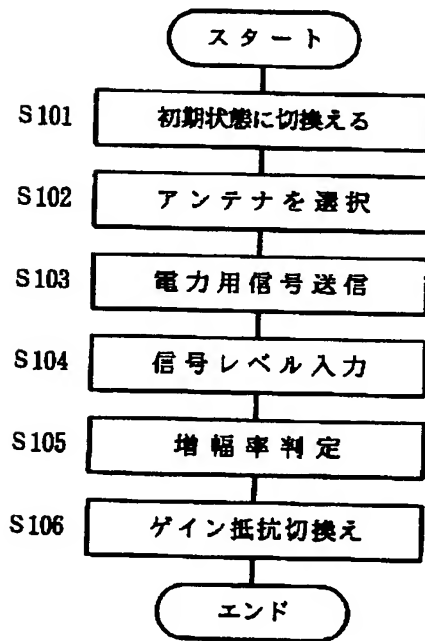 スタート
S101 初期状態に切換える
S102 アンテナを選択
S103 電力用信号送信
S104 信号レベル入力
S105 増幅率判定
S106 ゲイン抵抗切換え
エンド